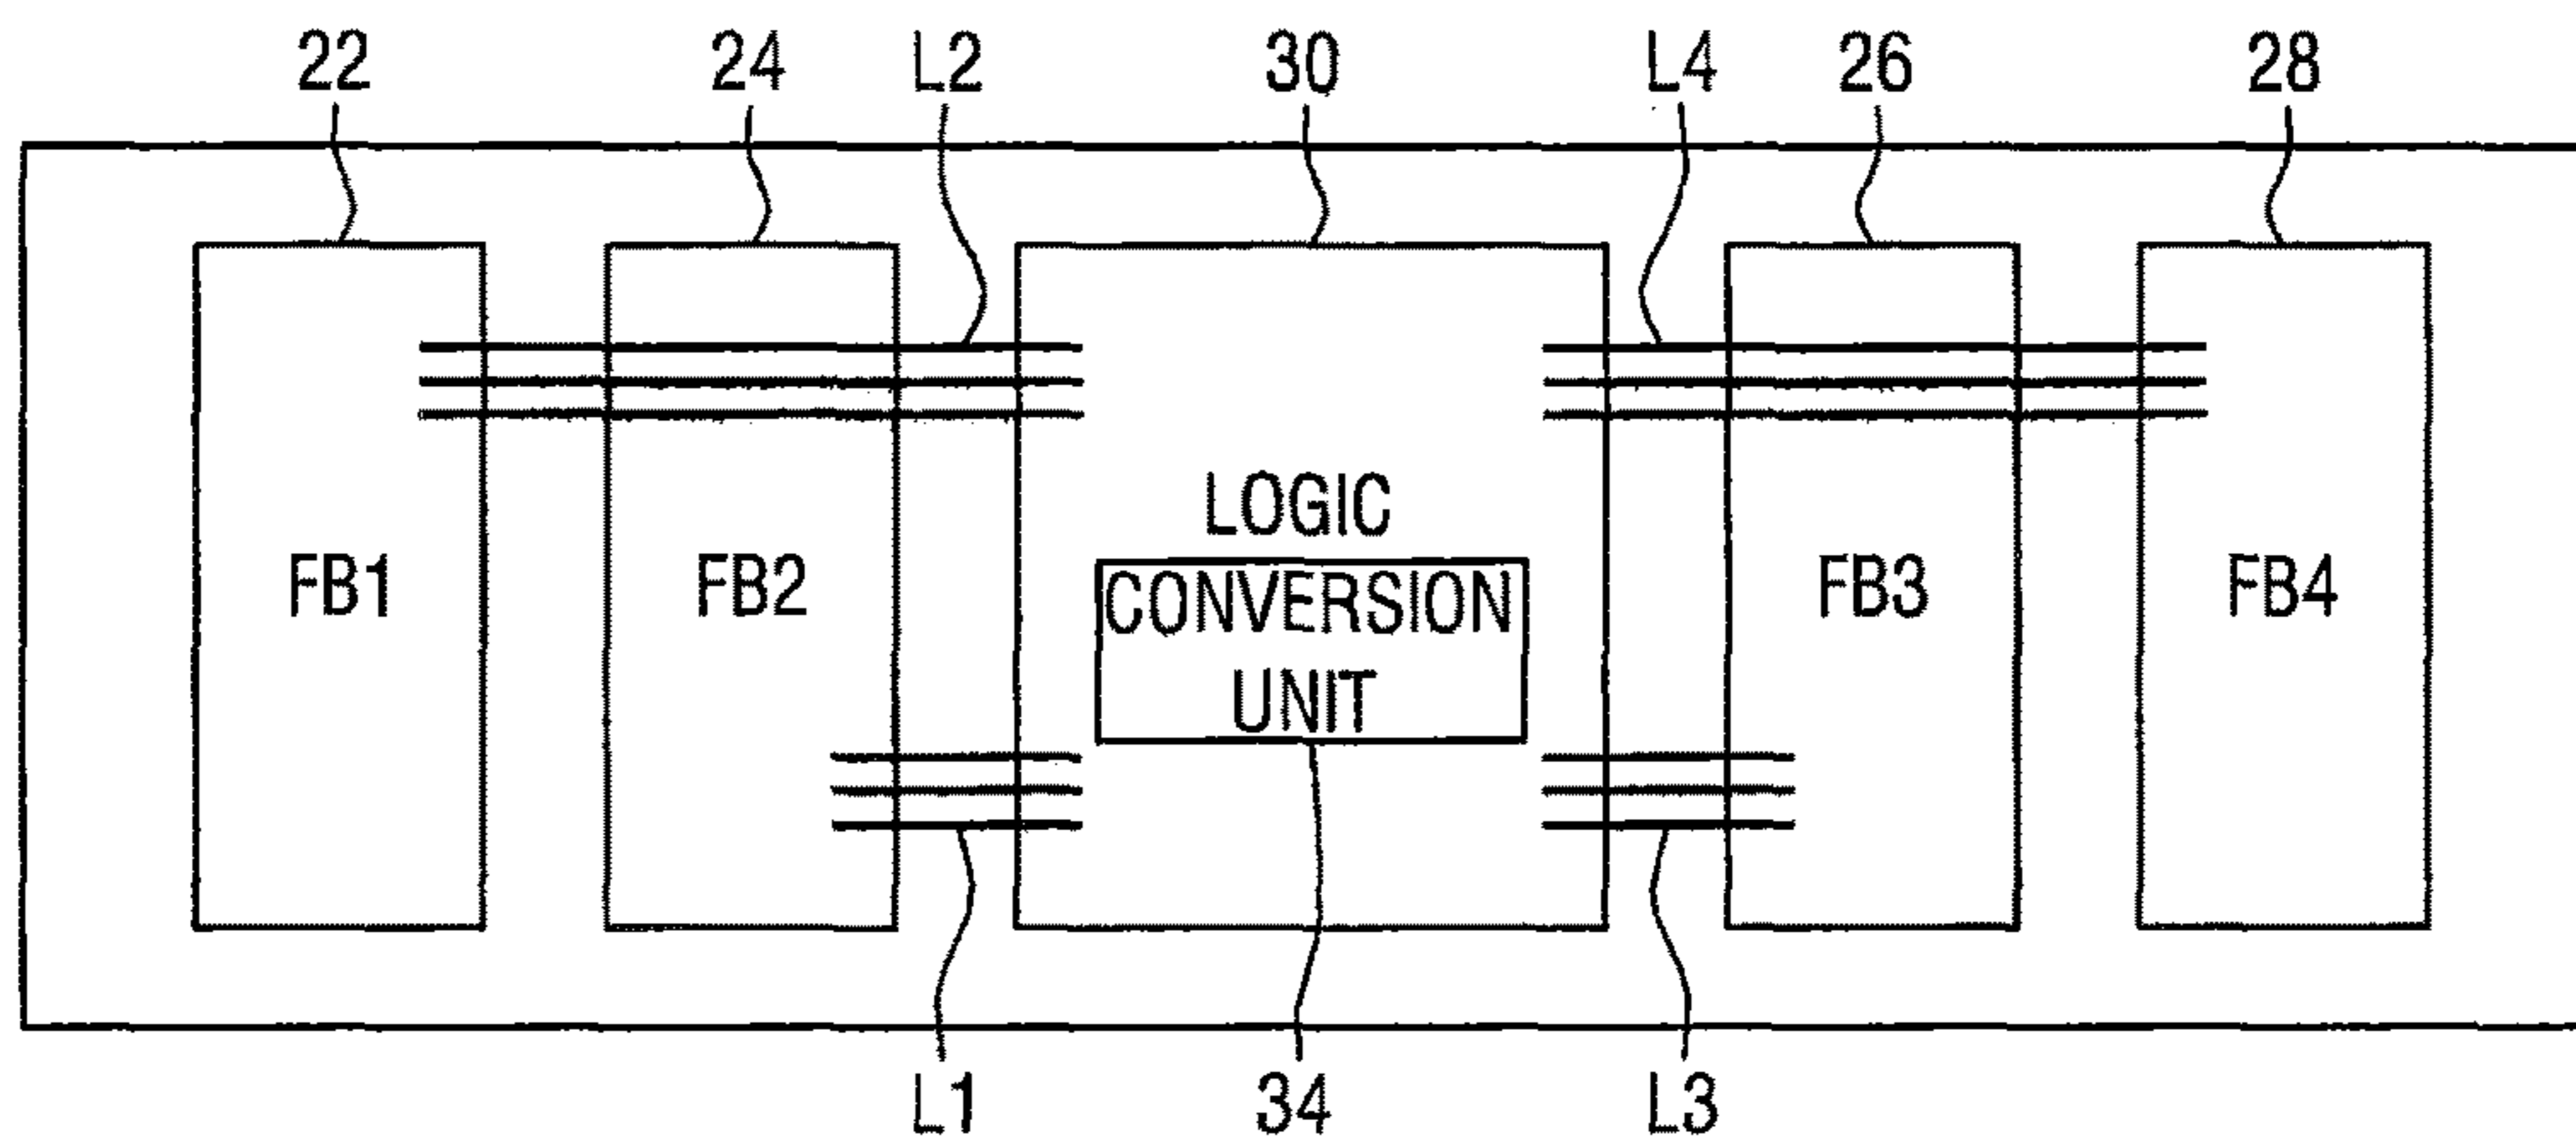 22 24 L2 30 L4 26 28
LOGIC
FB1 FB2 CONVERSION FB3 FB4
UNIT
L1 34 L3